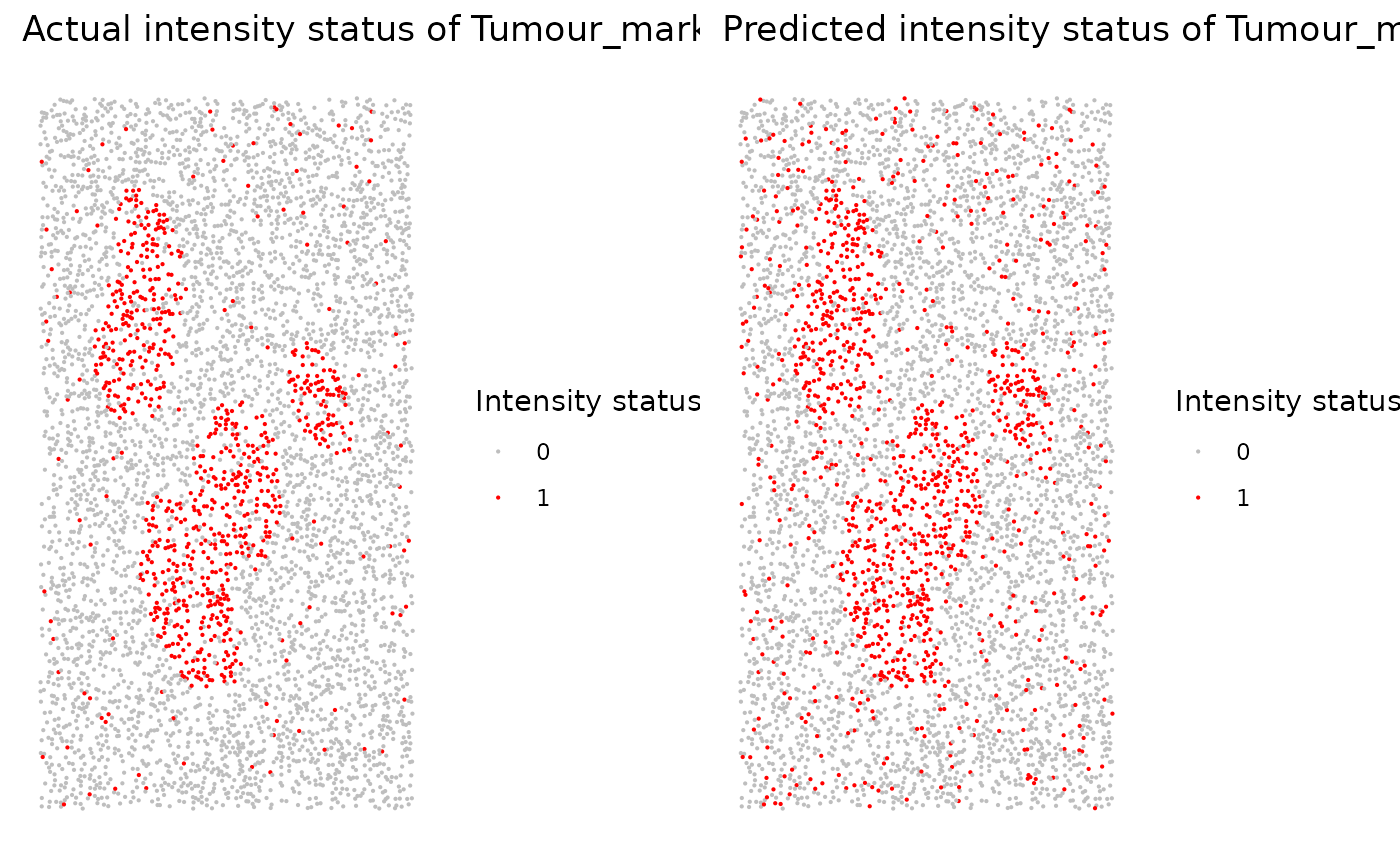 Actual intensity status of Tumour_mark
Predicted intensity status of Tumour_m
Intensity status
0
1
Intensity status
0
1